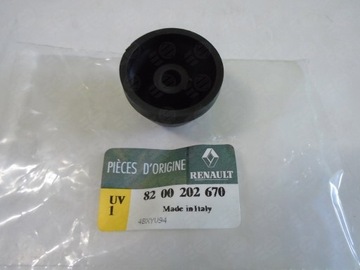 PIÈCES D'ORIGINE
RENAULT
UV 82 00 202 670
1 Made in Italy